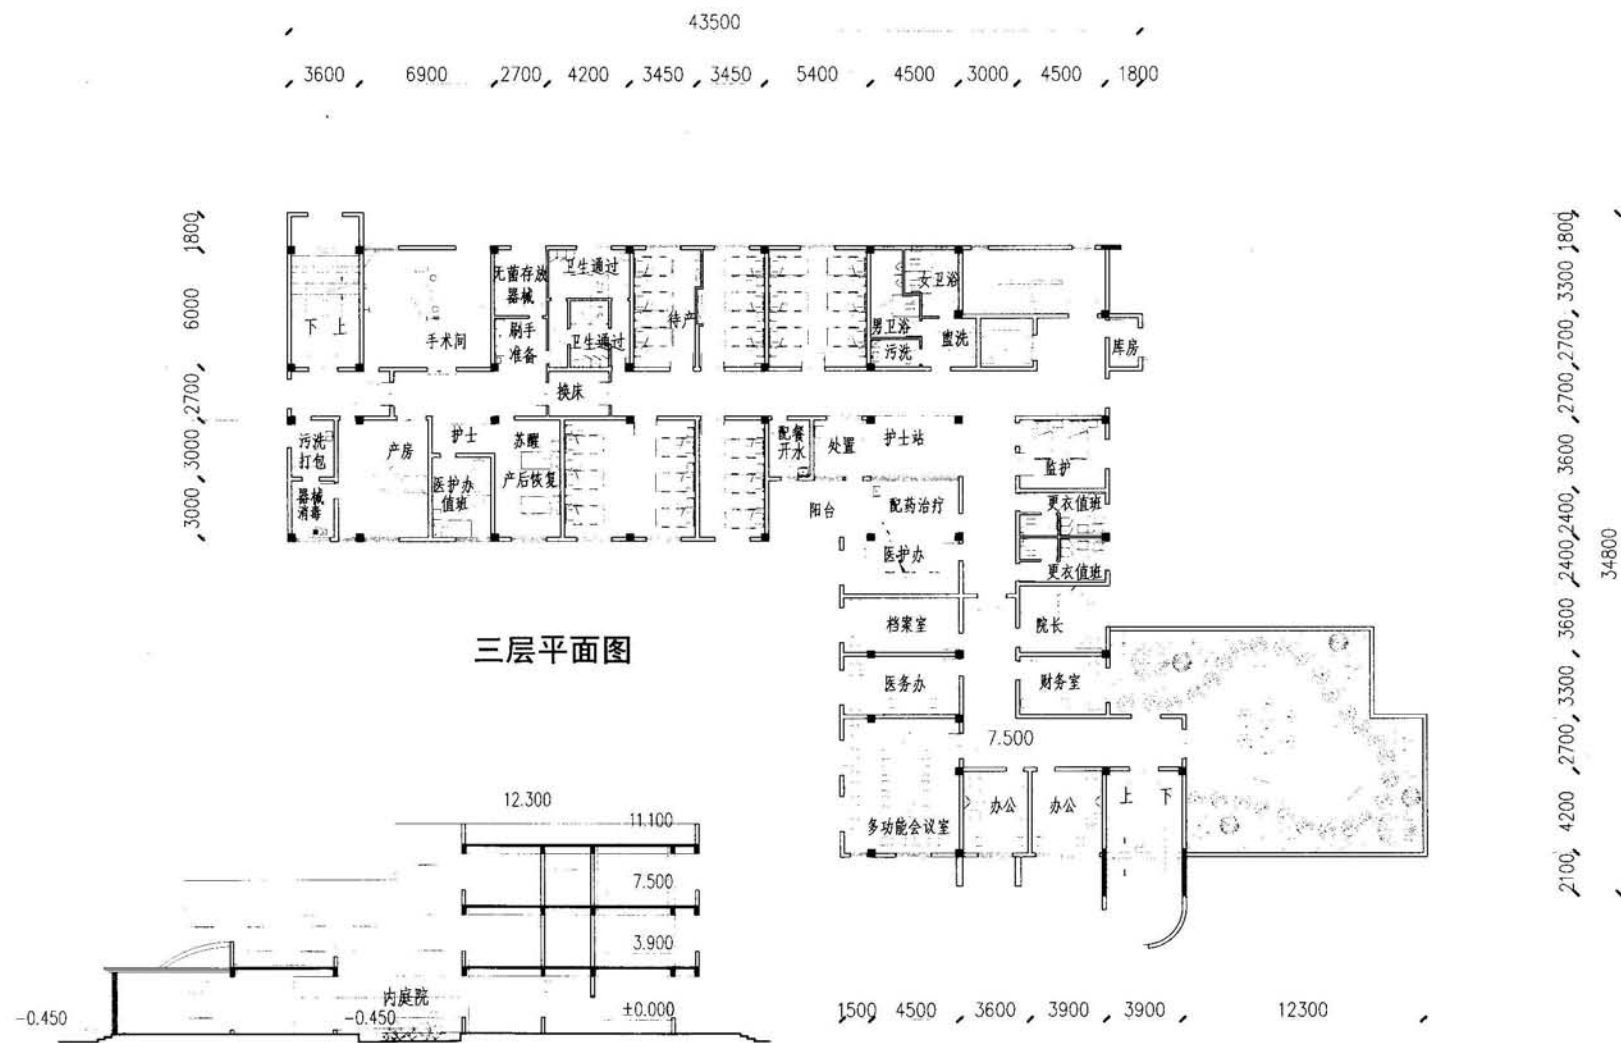 43500
3600 6900 2700 4200 3450 3450 5400 4500 3000 4500 1800
1800
6000
2700
3000
3000
1800
3300
2700
2700
3600
2400
2400
3600
3300
2700
4200
2100
34800
下 上
手术间
无菌存放
器械
刷手
准备
卫生通过
卫生通过
换床
待产
男卫浴
女卫浴
污洗
盥洗
库房
污洗
打包
器械
消毒
产房
护士
医护办
值班
苏醒
产后恢复
配餐
开水
处置
护士站
监护
阳台
配药治疗
更衣值班
医护办
更衣值班
档案室
院长
医务办
财务室
7.500
多功能会议室
办公
办公
上 下
三层平面图
12.300
11.100
7.500
3.900
内庭院
-0.450
-0.450
±0.000
1500 4500 3600 3900 3900 12300